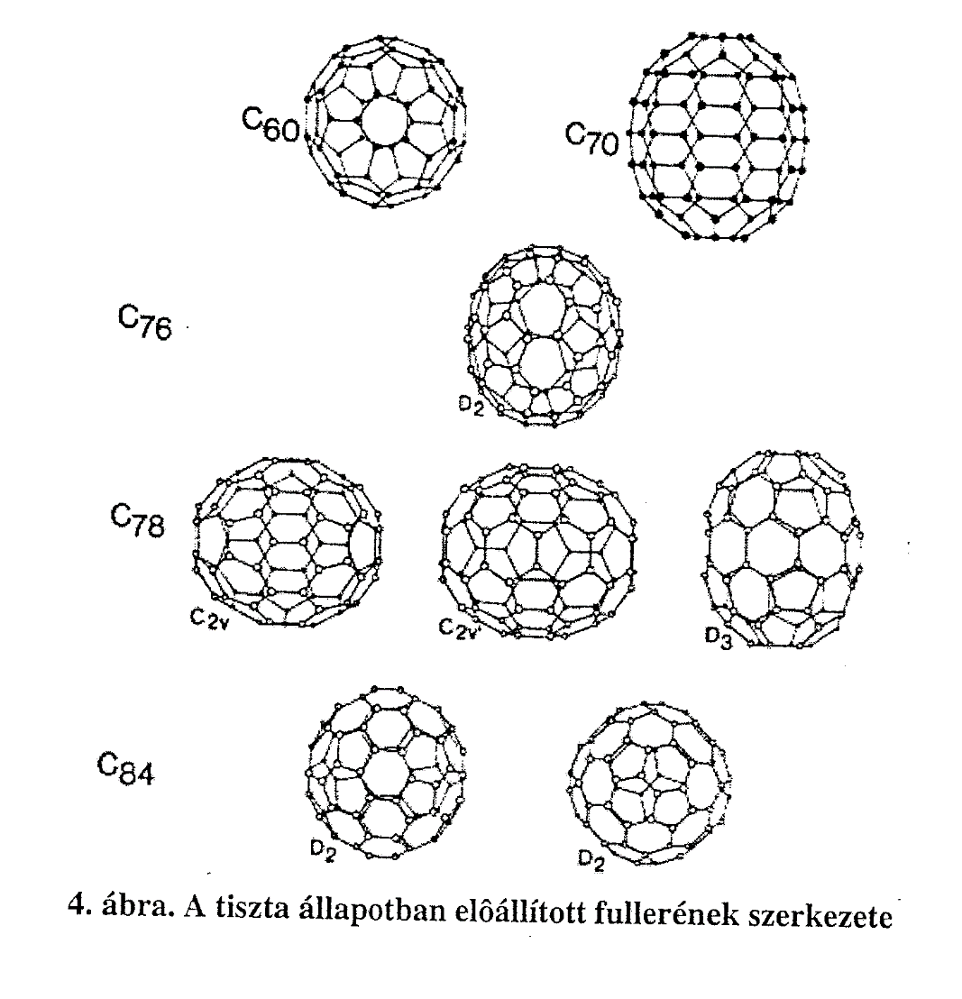 C60 C70
C76
D2
C78
C2v C2v' D3
C84
D2 D2
4. ábra. A tiszta állapotban elôállított fullerének szerkezete